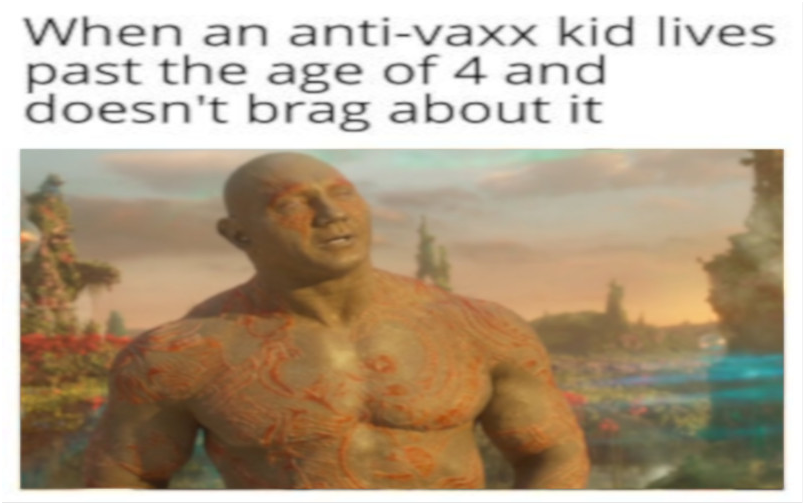 When an anti-vaxx kid lives
past the age of 4 and
doesn't brag about it